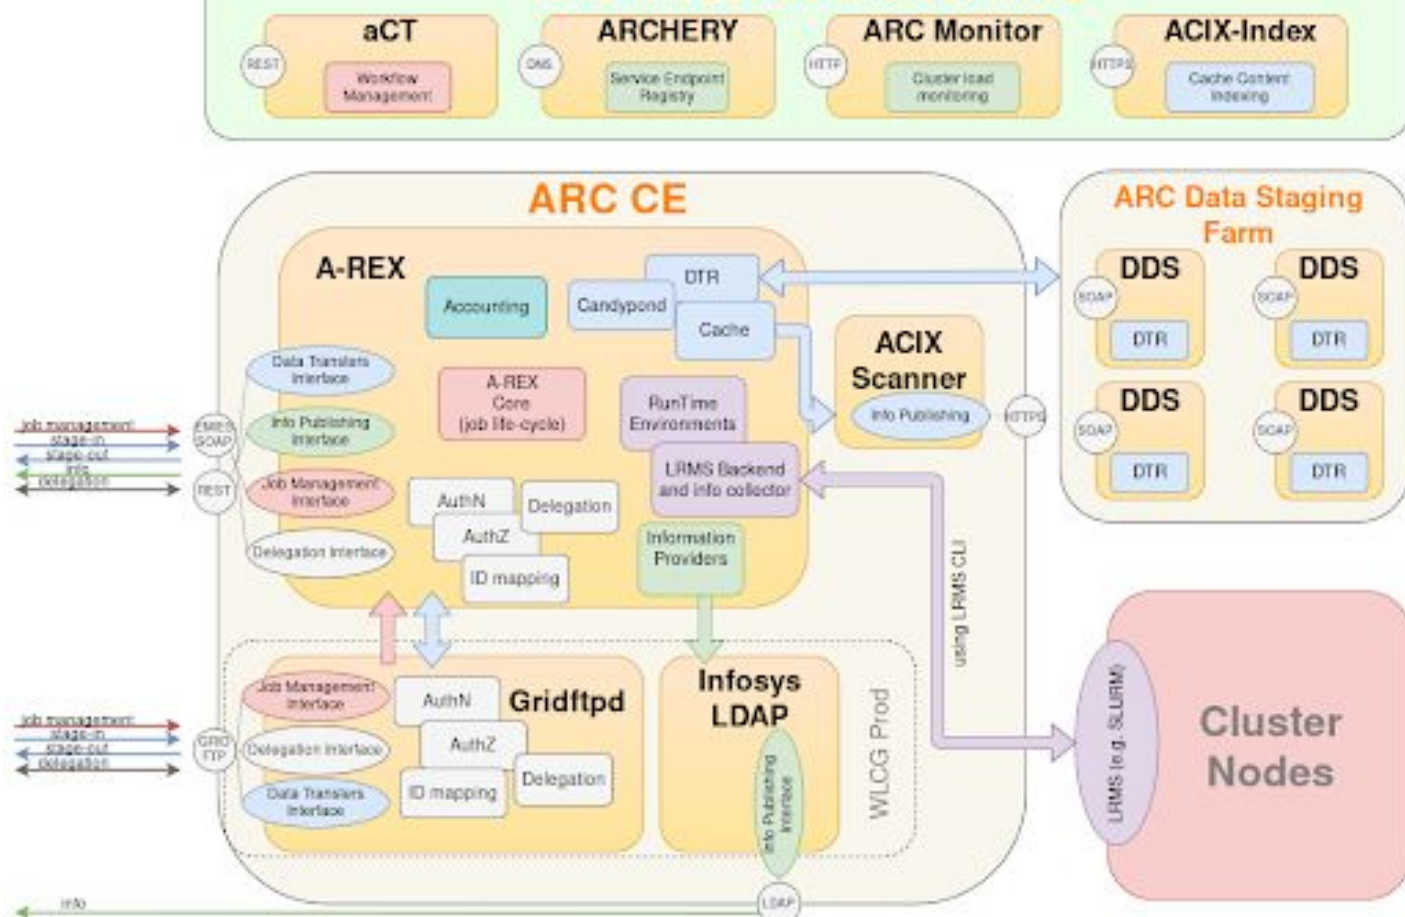 aCT
REST
Workflow
Management
ARCHERY
DNS
Service Endpoint
Registry
ARC Monitor
HTTP
Cluster load
monitoring
ACIX-Index
HTTPS
Cache Content
Indexing
ARC CE
A-REX
Accounting
DTR
Candypond
Cache
Data Transfers
Interface
A-REX
Core
(job life-cycle)
RunTime
Environments
ACIX
Scanner
Info Publishing
HTTPS
Info Publishing
Interface
LRMS Backend
and info collector
job management
stage-in
stage-out
info
delegation
EMIES
SOAP
REST
Job Management
Interface
AuthN
Delegation
AuthZ
ID mapping
Delegation Interface
Information
Providers
using LRMS CLI
ARC Data Staging
Farm
DDS
SOAP
DTR
DDS
SOAP
DTR
DDS
SOAP
DTR
DDS
SOAP
DTR
Job Management
Interface
AuthN
Gridftpd
AuthZ
Delegation Interface
ID mapping
Delegation
Data Transfers
Interface
job management
stage-in
stage-out
delegation
GRID
FTP
Infosys
LDAP
Info Publishing
Interface
WLCG Prod
LDAP
info
LRMS (e.g. SLURM)
Cluster
Nodes